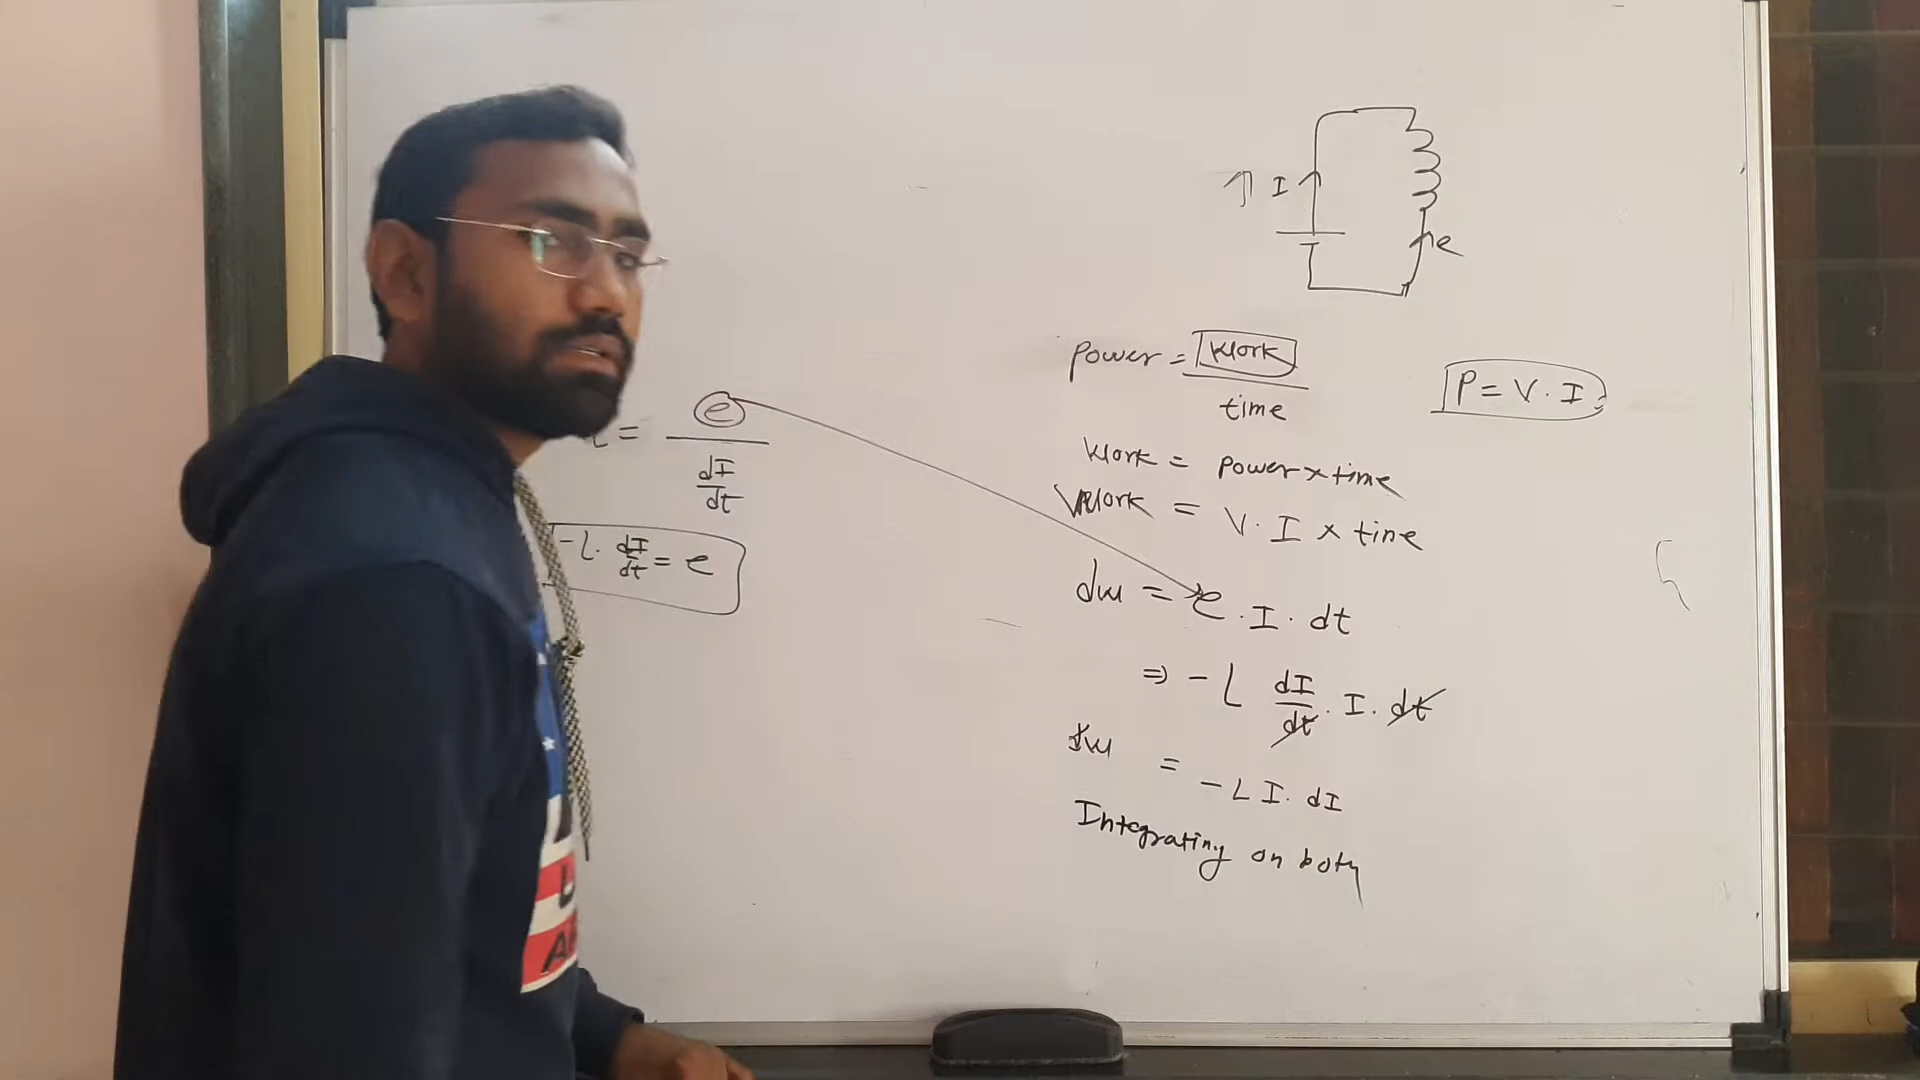 I
e
power = work
time
P = V . I
work = power x time
work = V . I x time
= e
dI
dt
-L . dI/dt = e
dw = e . I . dt
⇒ -L dI/dt . I . dt
dw = -L I . dI
Integrating on both